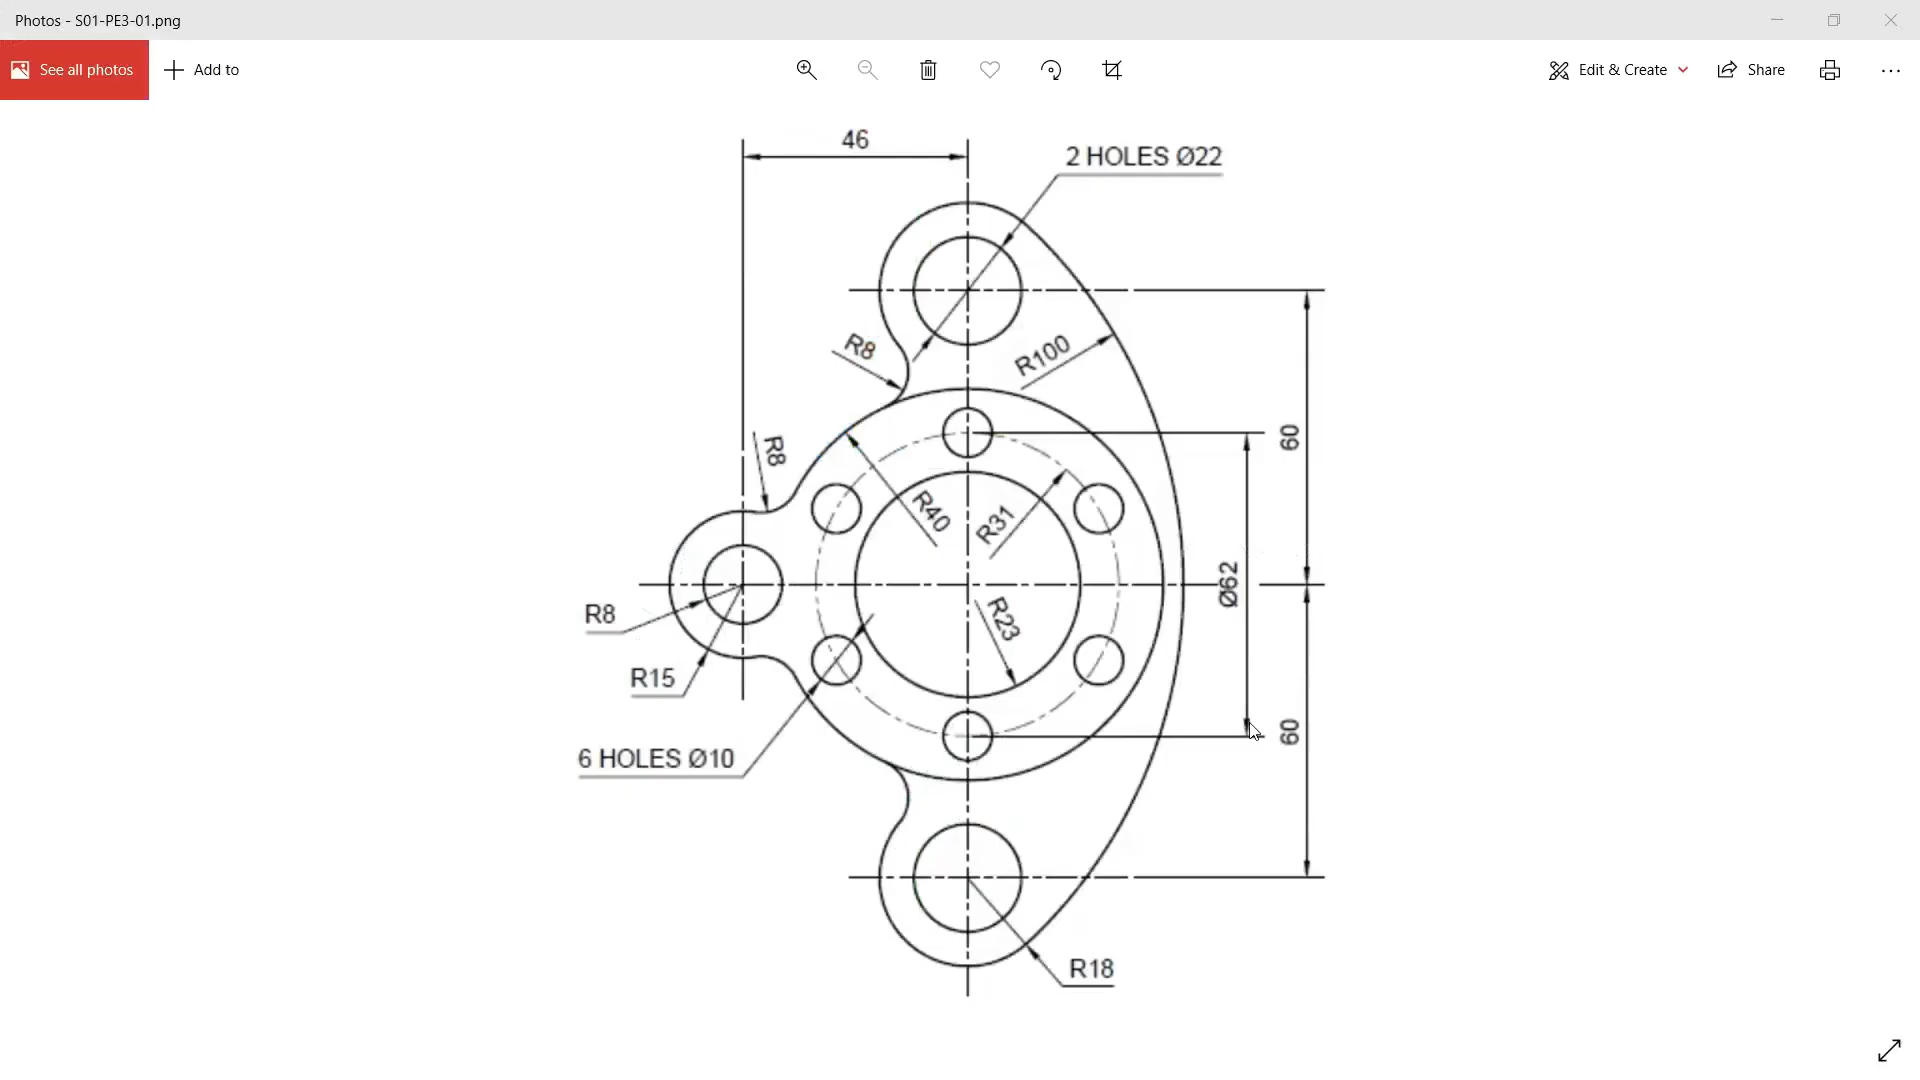 Photos - S01-PE3-01.png
See all photos
Add to
Edit & Create
Share
46
2 HOLES Ø22
R8
R100
R8
60
R40
R31
Ø62
R8
R23
R15
60
6 HOLES Ø10
R18